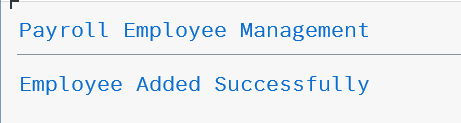 Payroll Employee Management
Employee Added Successfully